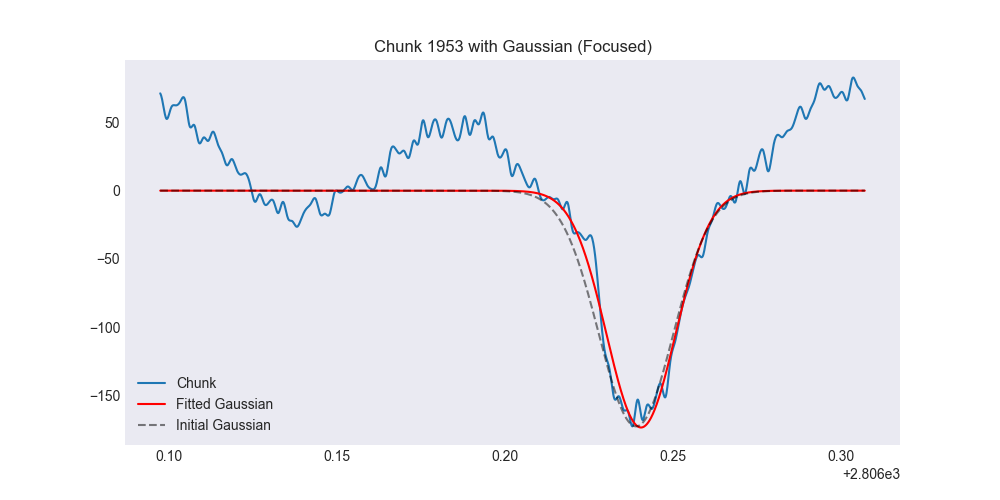 Chunk 1953 with Gaussian (Focused)
50
0
−50
−100
−150
Chunk
Fitted Gaussian
Initial Gaussian
0.10 0.15 0.20 0.25 0.30
+2.806e3